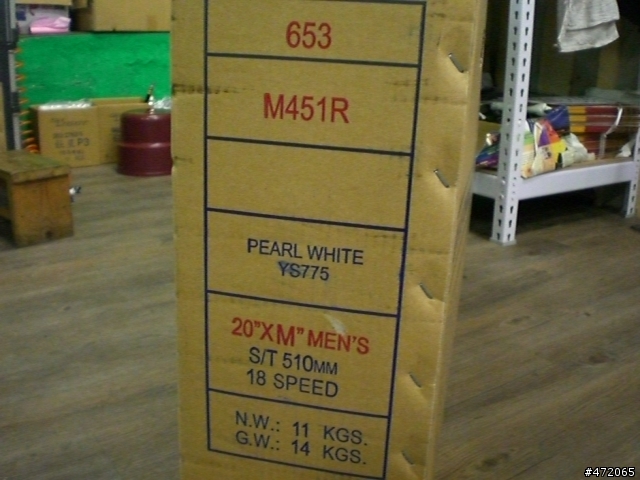 653
M451R
PEARL WHITE
YS775
20"XM" MEN'S
S/T 510MM
18 SPEED
N.W.: 11 KGS.
G.W.: 14 KGS.
#472065